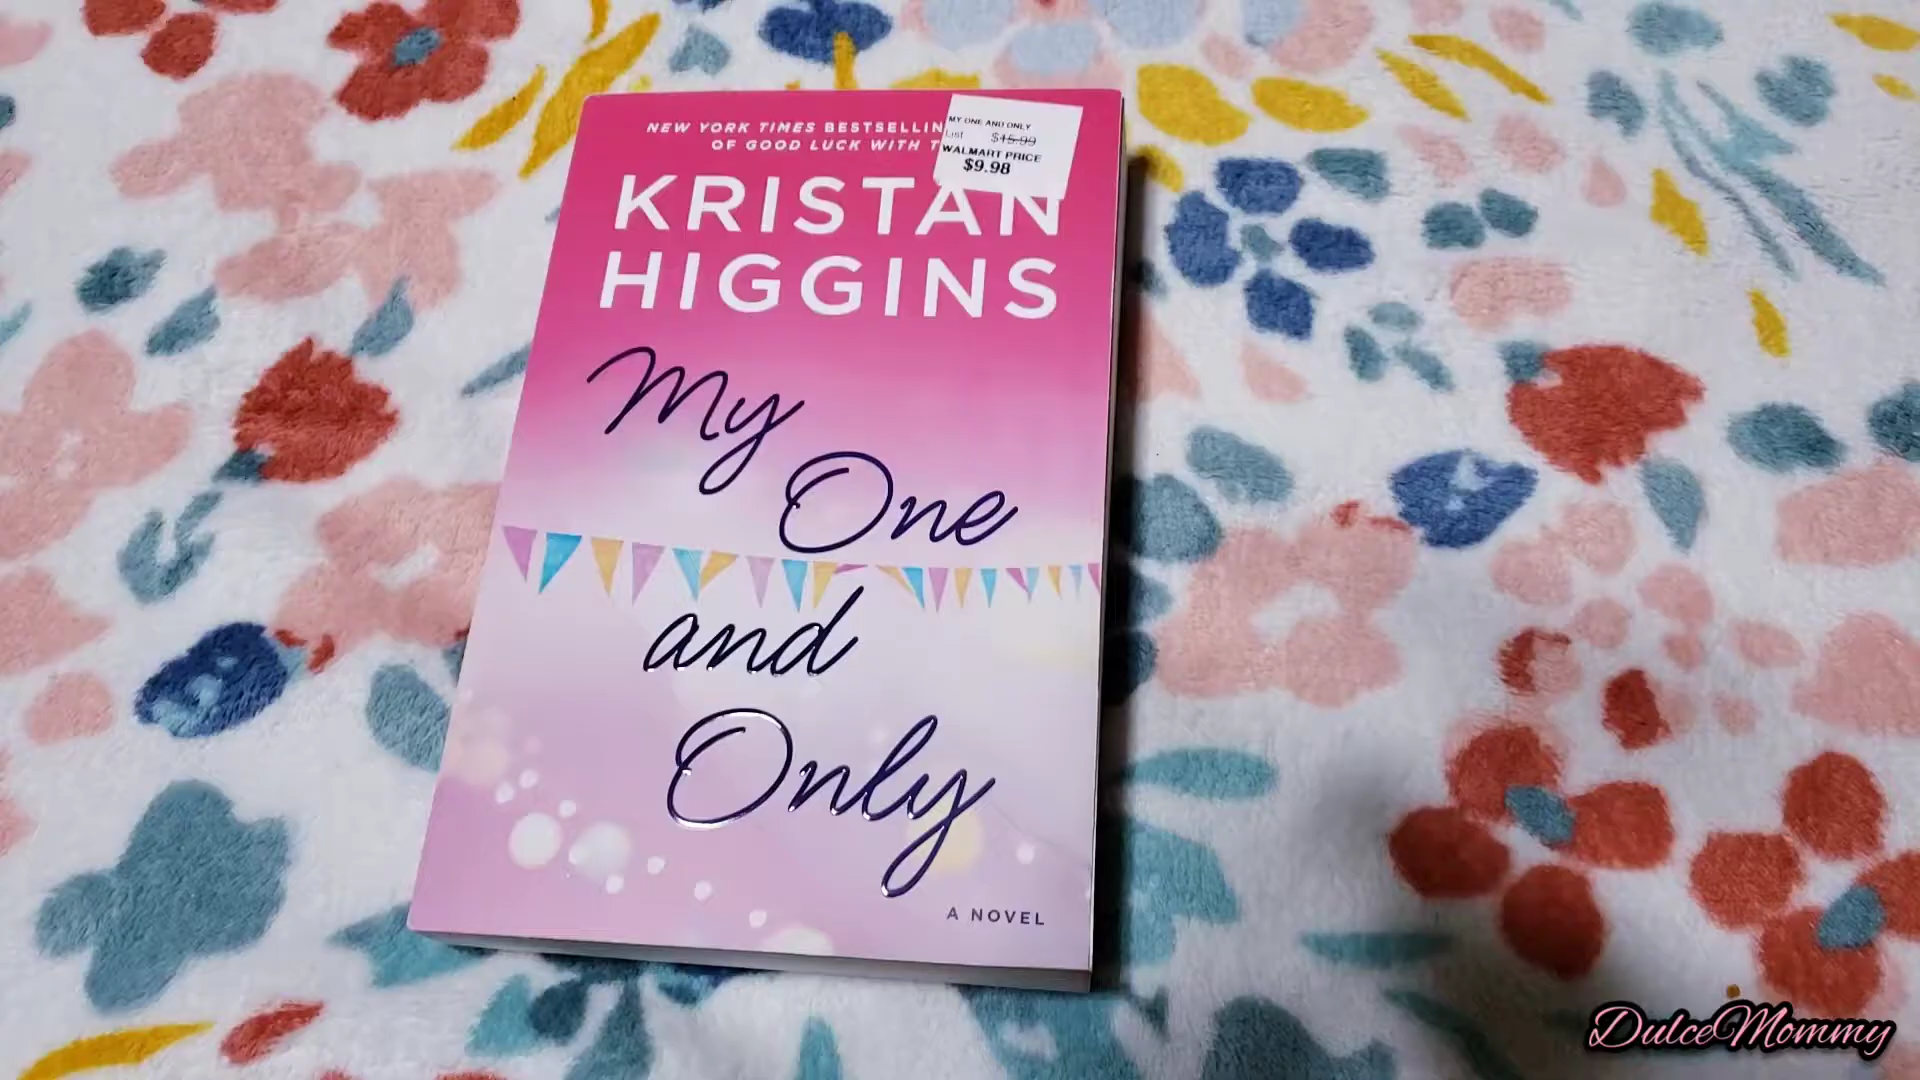 NEW YORK TIMES
OF GOOD LUCK WITH
MY ONE AND ONLY
List $15.99
WALMART PRICE
$9.98
KRISTAN
HIGGINS
My
One
and
Only
A NOVEL
DulceMommy